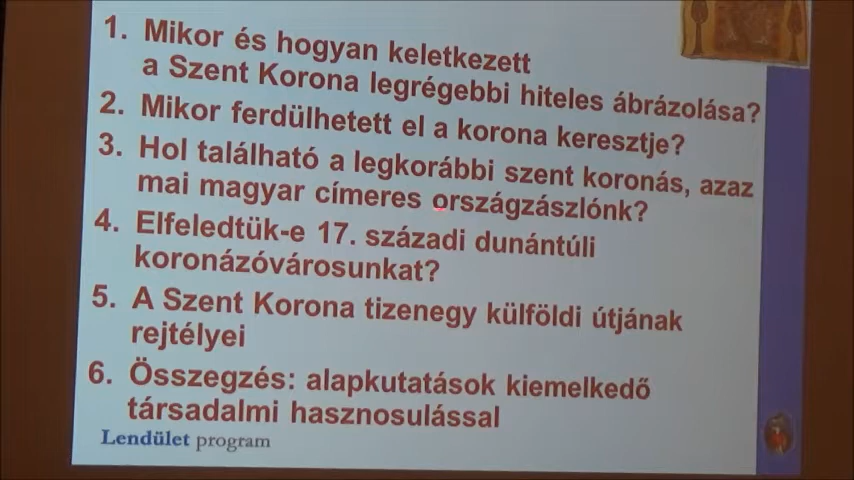 1. Mikor és hogyan keletkezett
a Szent Korona legrégebbi hiteles ábrázolása?
2. Mikor ferdülhetett el a korona keresztje?
3. Hol található a legkorábbi szent koronás, azaz
mai magyar címeres országzászlónk?
4. Elfeledtük-e 17. századi dunántúli
koronázóvárosunkat?
5. A Szent Korona tizenegy külföldi útjának
rejtélyei
6. Összegzés: alapkutatások kiemelkedő
társadalmi hasznosulással
Lendület program